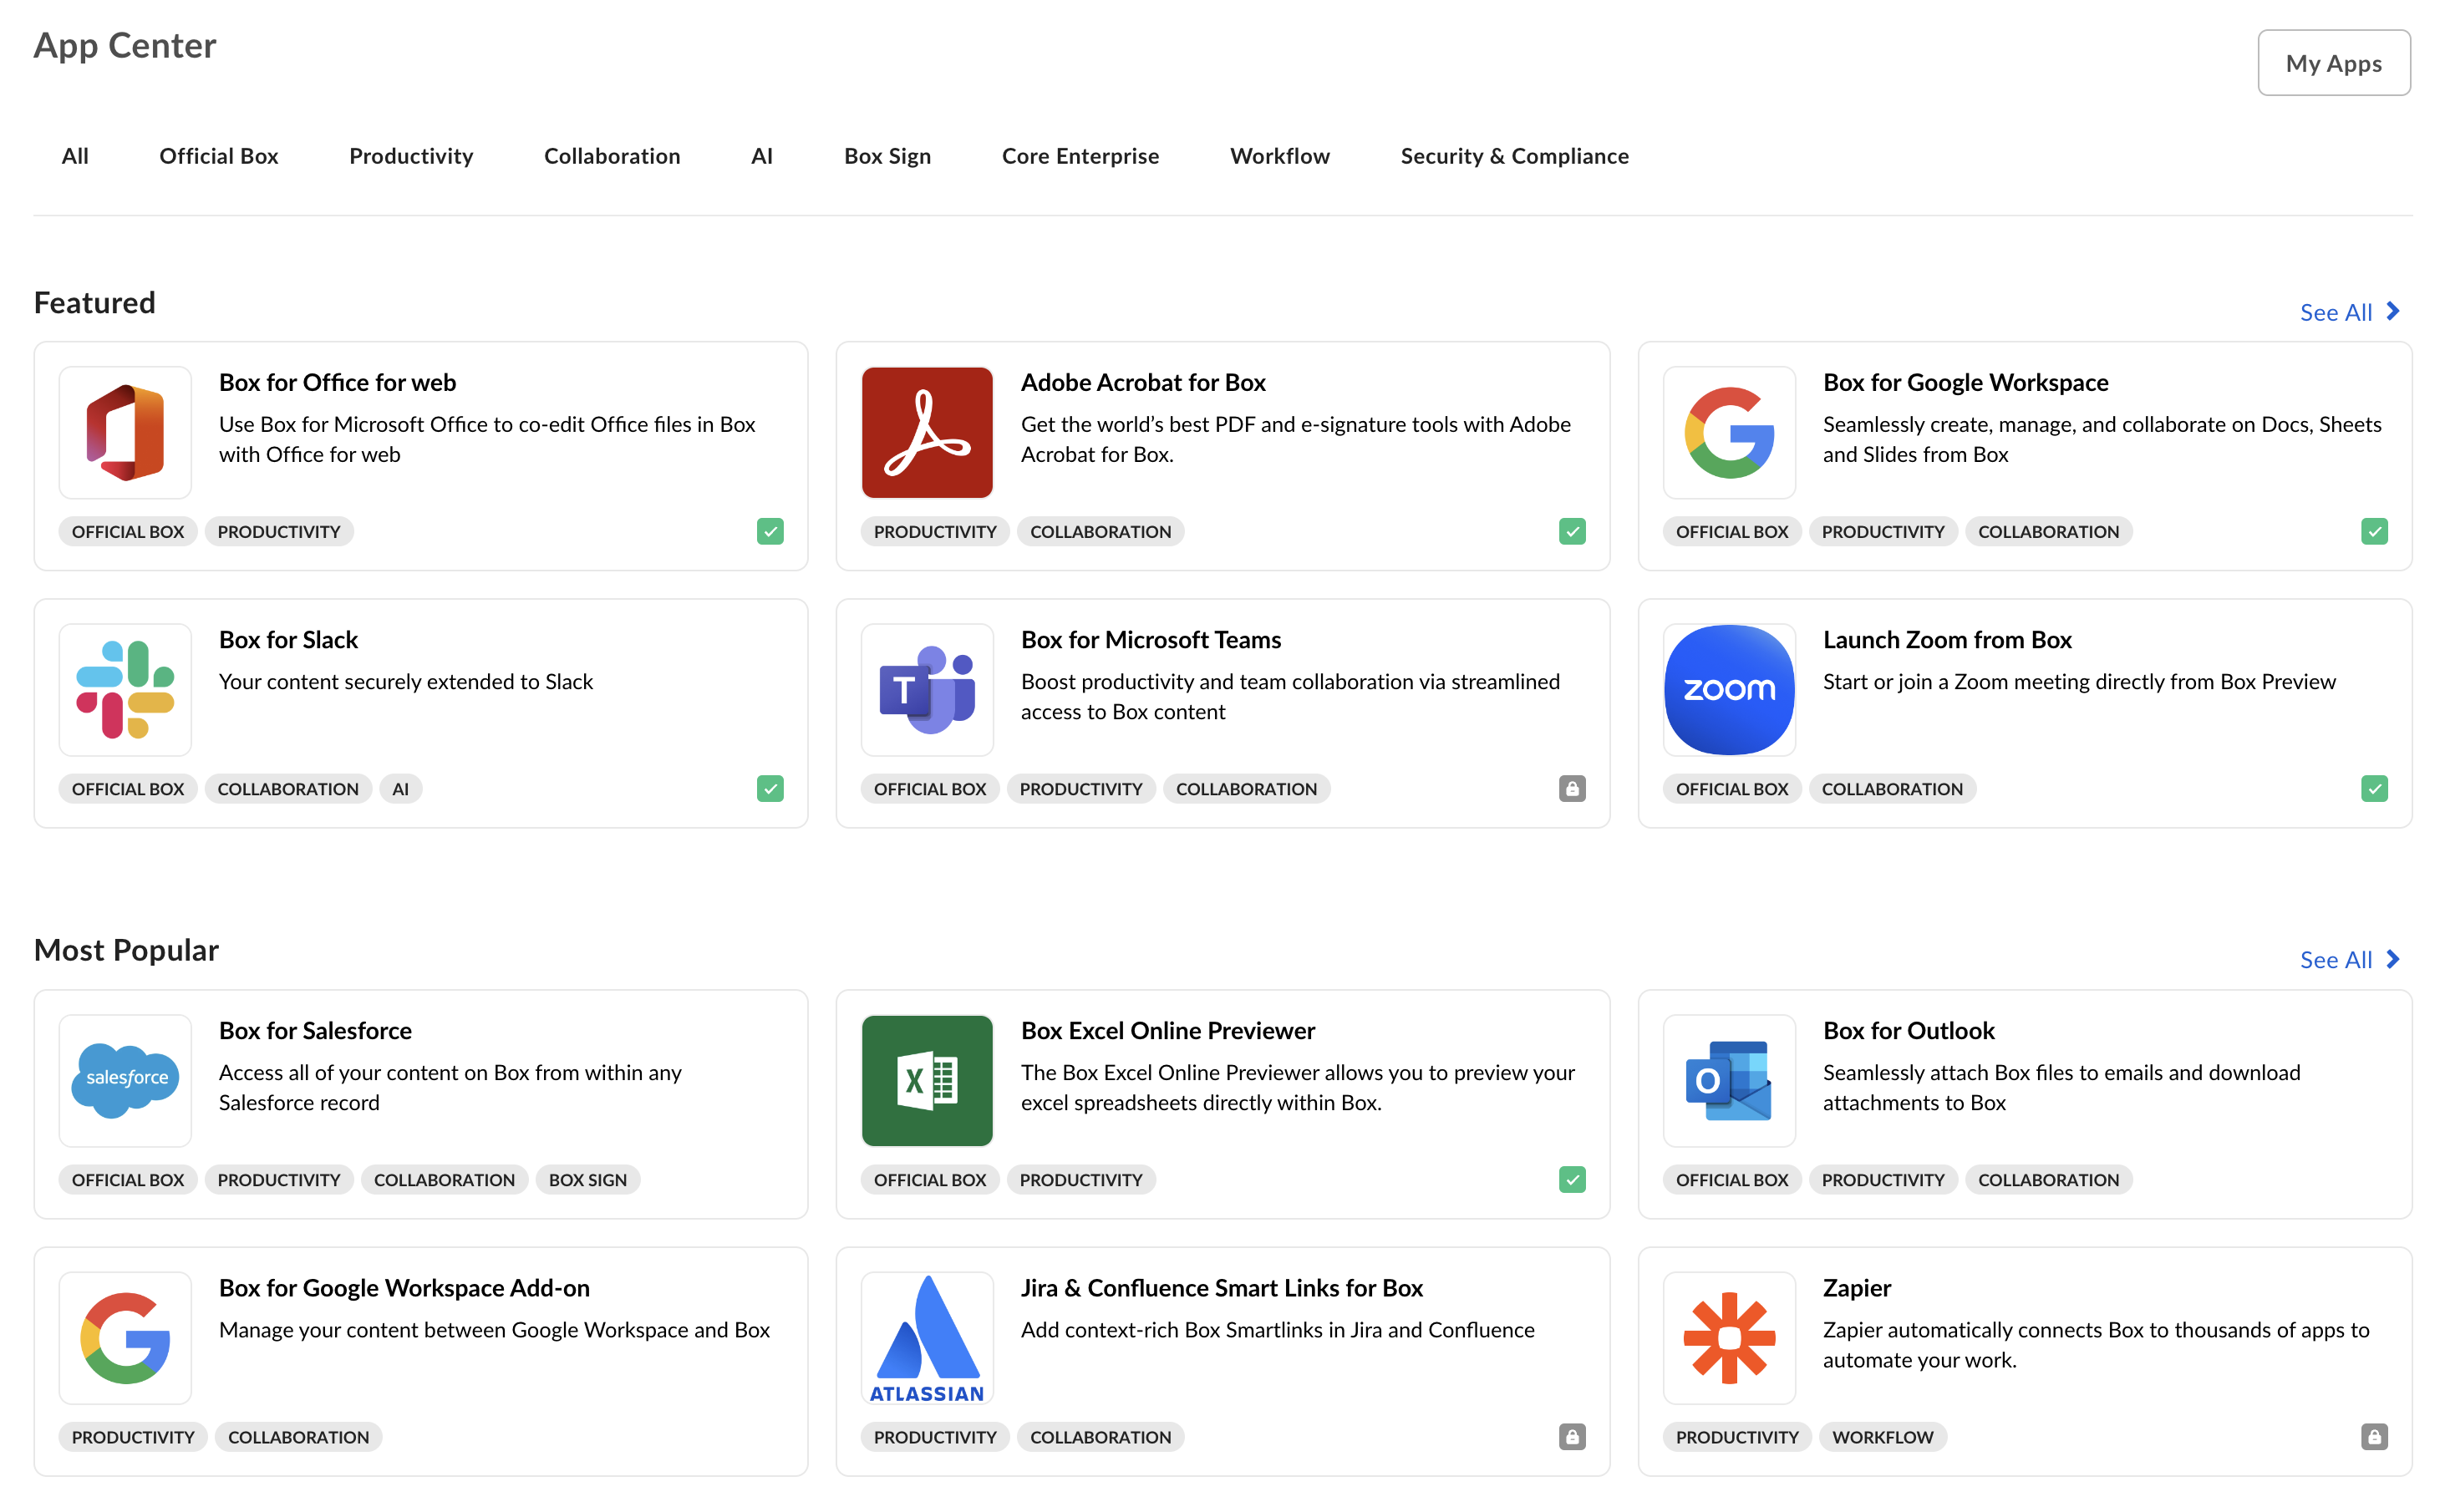 App Center
My Apps
All Official Box Productivity Collaboration AI Box Sign Core Enterprise Workflow Security & Compliance
Featured
See All
Box for Office for web
Use Box for Microsoft Office to co-edit Office files in Box
with Office for web
OFFICIAL BOX PRODUCTIVITY
Adobe Acrobat for Box
Get the world’s best PDF and e-signature tools with Adobe
Acrobat for Box.
PRODUCTIVITY COLLABORATION
Box for Google Workspace
Seamlessly create, manage, and collaborate on Docs, Sheets
and Slides from Box
OFFICIAL BOX PRODUCTIVITY COLLABORATION
Box for Slack
Your content securely extended to Slack
OFFICIAL BOX COLLABORATION AI
T
Box for Microsoft Teams
Boost productivity and team collaboration via streamlined
access to Box content
OFFICIAL BOX PRODUCTIVITY COLLABORATION
zoom
Launch Zoom from Box
Start or join a Zoom meeting directly from Box Preview
OFFICIAL BOX COLLABORATION
Most Popular
See All
salesforce
Box for Salesforce
Access all of your content on Box from within any
Salesforce record
OFFICIAL BOX PRODUCTIVITY COLLABORATION BOX SIGN
X
Box Excel Online Previewer
The Box Excel Online Previewer allows you to preview your
excel spreadsheets directly within Box.
OFFICIAL BOX PRODUCTIVITY
O
Box for Outlook
Seamlessly attach Box files to emails and download
attachments to Box
OFFICIAL BOX PRODUCTIVITY COLLABORATION
G
Box for Google Workspace Add-on
Manage your content between Google Workspace and Box
PRODUCTIVITY COLLABORATION
ATLASSIAN
Jira & Confluence Smart Links for Box
Add context-rich Box Smartlinks in Jira and Confluence
PRODUCTIVITY COLLABORATION
Zapier
Zapier automatically connects Box to thousands of apps to
automate your work.
PRODUCTIVITY WORKFLOW